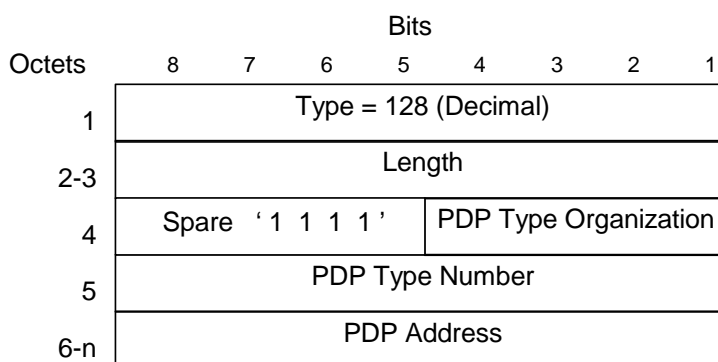 Bits
Octets 8 7 6 5 4 3 2 1
1 Type = 128 (Decimal)
2-3 Length
4 Spare ‘ 1 1 1 1 ’ PDP Type Organization
5 PDP Type Number
6-n PDP Address